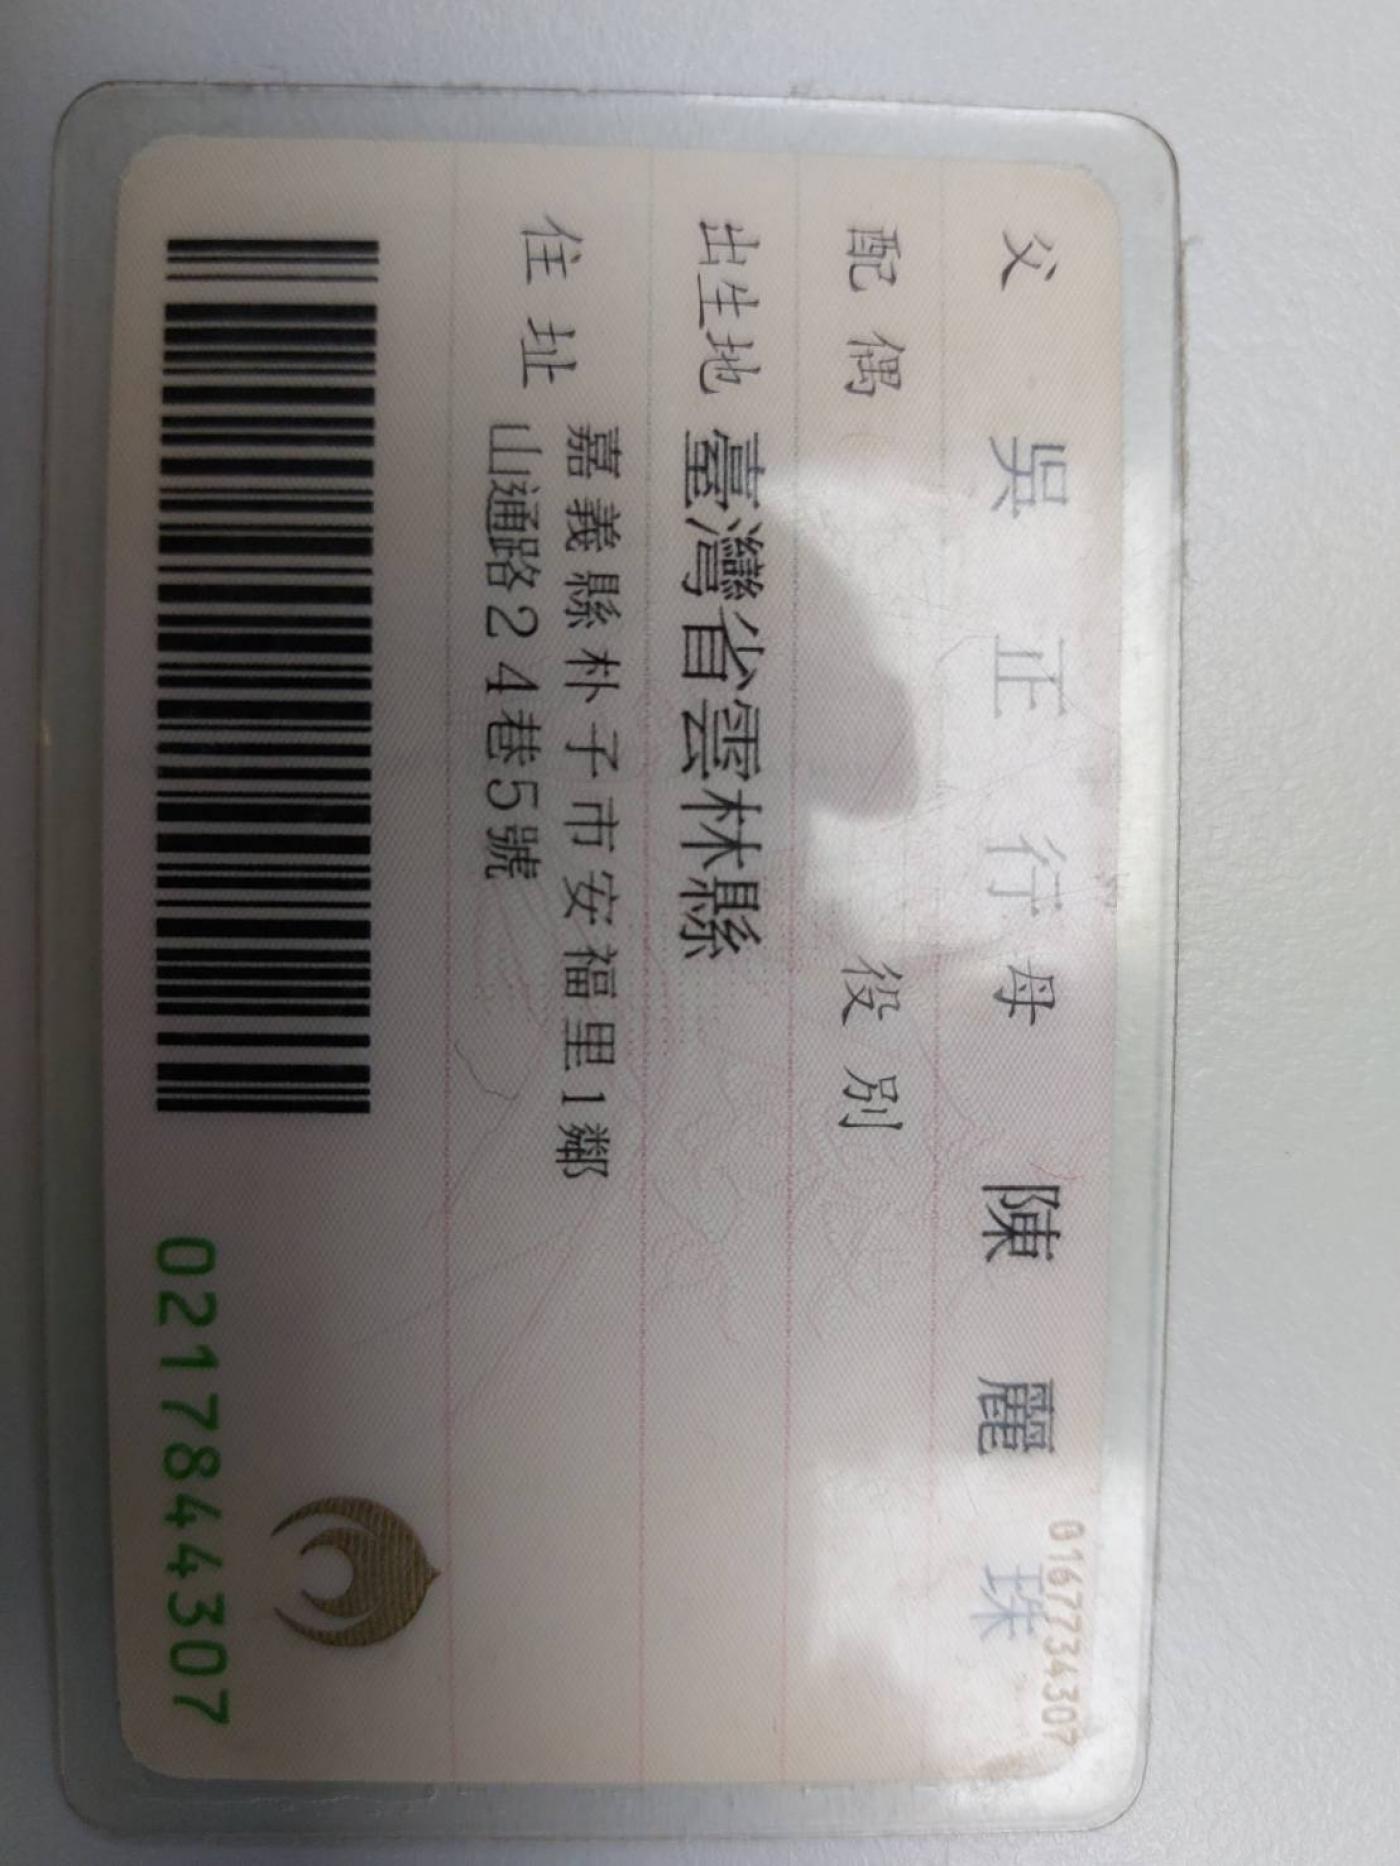 0167734307
父 吳正行 母 陳麗珠
配偶 役別
出生地 臺灣省雲林縣
住址 嘉義縣朴子市安福里1鄰
山通路24巷5號
0217844307